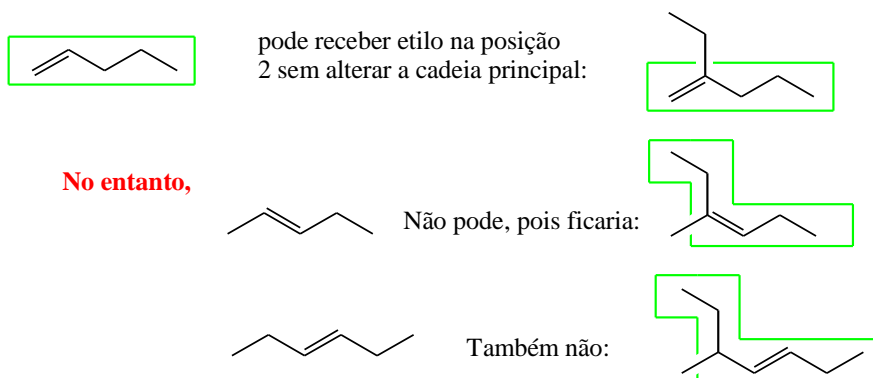 pode receber etilo na posição
2 sem alterar a cadeia principal:
No entanto,
Não pode, pois ficaria:
Também não: